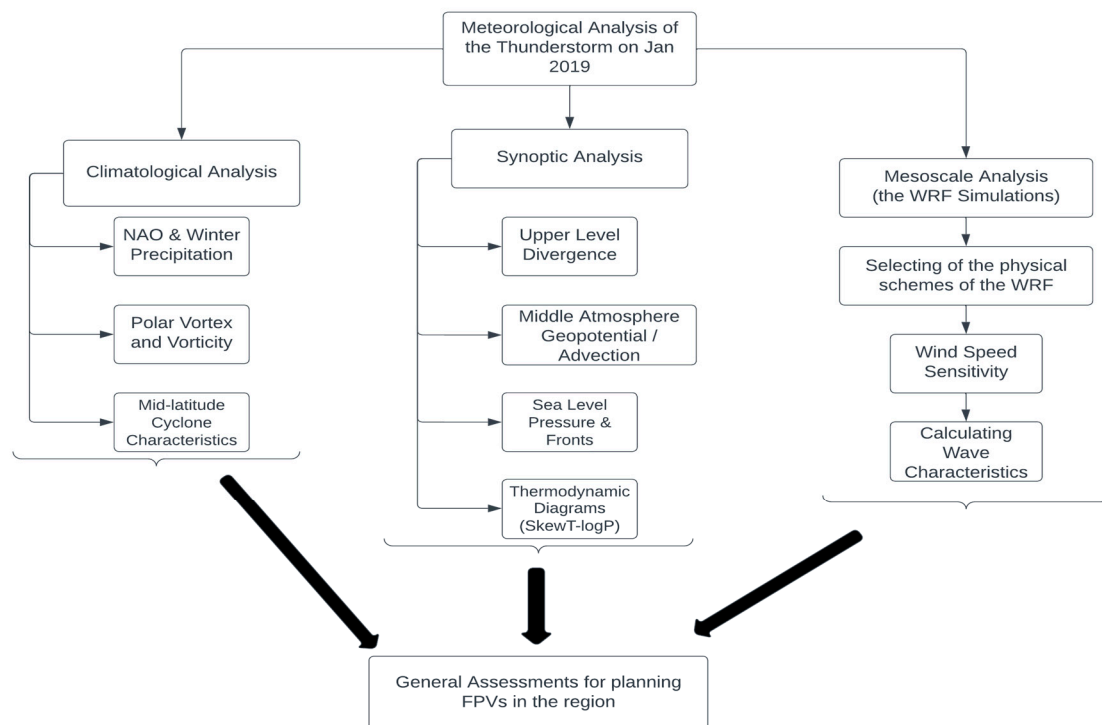 Meteorological Analysis of
the Thunderstorm on Jan
2019
Climatological Analysis
NAO & Winter
Precipitation
Polar Vortex
and Vorticity
Mid-latitude
Cyclone
Characteristics
Synoptic Analysis
Upper Level
Divergence
Middle Atmosphere
Geopotential /
Advection
Sea Level
Pressure &
Fronts
Thermodynamic
Diagrams
(SkewT-logP)
Mesoscale Analysis
(the WRF Simulations)
Selecting of the physical
schemes of the WRF
Wind Speed
Sensitivity
Calculating
Wave
Characteristics
General Assessments for planning
FPVs in the region